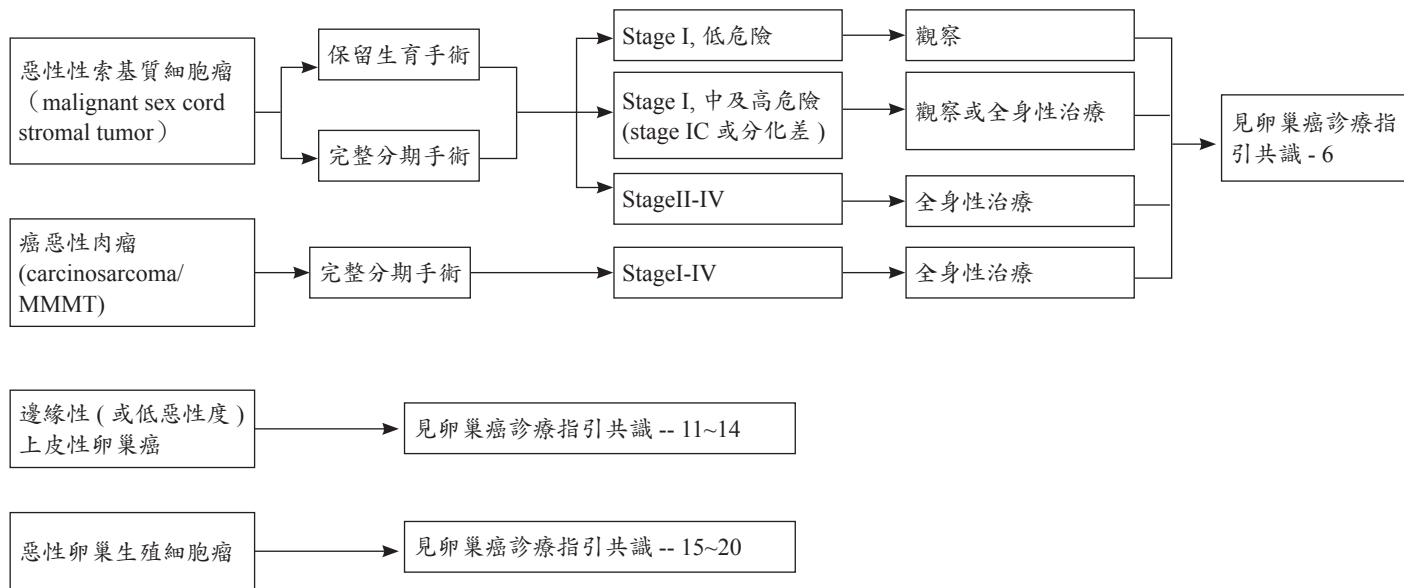 惡性性索基質細胞瘤
（malignant sex cord
stromal tumor）
保留生育手術
完整分期手術
Stage I, 低危險
觀察
Stage I, 中及高危險
(stage IC 或分化差 )
觀察或全身性治療
StageII-IV
全身性治療
見卵巢癌診療指
引共識 - 6
癌惡性肉瘤
(carcinosarcoma/
MMMT)
完整分期手術
StageI-IV
全身性治療
邊緣性 ( 或低惡性度 )
上皮性卵巢癌
見卵巢癌診療指引共識 -- 11~14
惡性卵巢生殖細胞瘤
見卵巢癌診療指引共識 -- 15~20